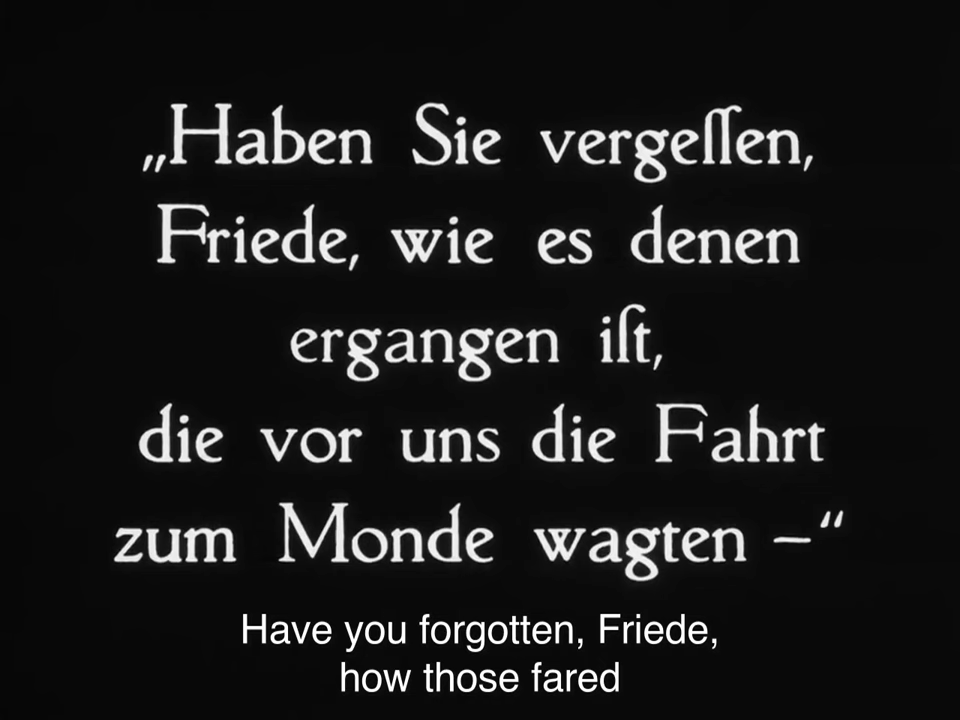 „Haben Sie vergeſſen,
Friede, wie es denen
ergangen iſt,
die vor uns die Fahrt
zum Monde wagten –“
Have you forgotten, Friede,
how those fared